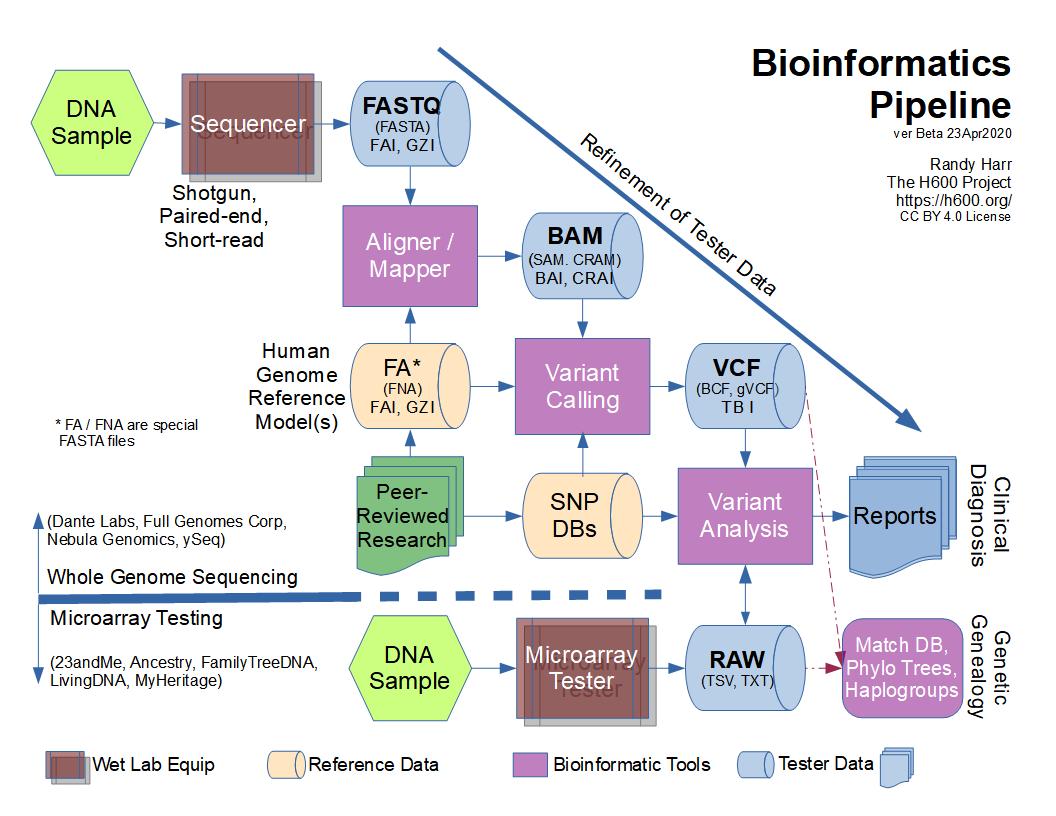 Bioinformatics
Pipeline
ver Beta 23Apr2020
Randy Harr
The H600 Project
https://h600.org/
CC BY 4.0 License
DNA
Sample
Sequencer
Shotgun,
Paired-end,
Short-read
FASTQ
(FASTA)
FAI, GZI
Refinement of Tester Data
Aligner /
Mapper
BAM
(SAM. CRAM)
BAI, CRAI
Human
Genome
Reference
Model(s)
FA*
(FNA)
FAI, GZI
Variant
Calling
VCF
(BCF, gVCF)
TB I
* FA / FNA are special
FASTA files
Peer-
Reviewed
Research
SNP
DBs
Variant
Analysis
Reports
Clinical
Diagnosis
(Dante Labs, Full Genomes Corp,
Nebula Genomics, ySeq)
Whole Genome Sequencing
Microarray Testing
(23andMe, Ancestry, FamilyTreeDNA,
LivingDNA, MyHeritage)
DNA
Sample
Microarray
Tester
RAW
(TSV, TXT)
Match DB,
Phylo Trees,
Haplogroups
Genetic
Genealogy
Wet Lab Equip
Reference Data
Bioinformatic Tools
Tester Data